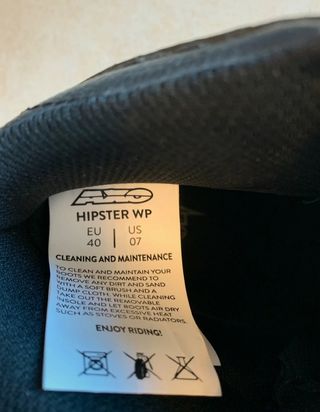 AXO
HIPSTER WP
EU | US
40 | 07
CLEANING AND MAINTENANCE
TO CLEAN AND MAINTAIN YOUR
BOOTS WE RECOMMEND TO
REMOVE ANY DIRT AND SAND
WITH A SOFT BRUSH AND A
DUMP CLOTH. WHILE CLEANING
TAKE OUT THE REMOVABLE
INSOLE AND LET BOOTS AIR DRY
AWAY FROM EXCESSIVE HEAT
SUCH AS STOVES OR RADIATORS.
ENJOY RIDING!